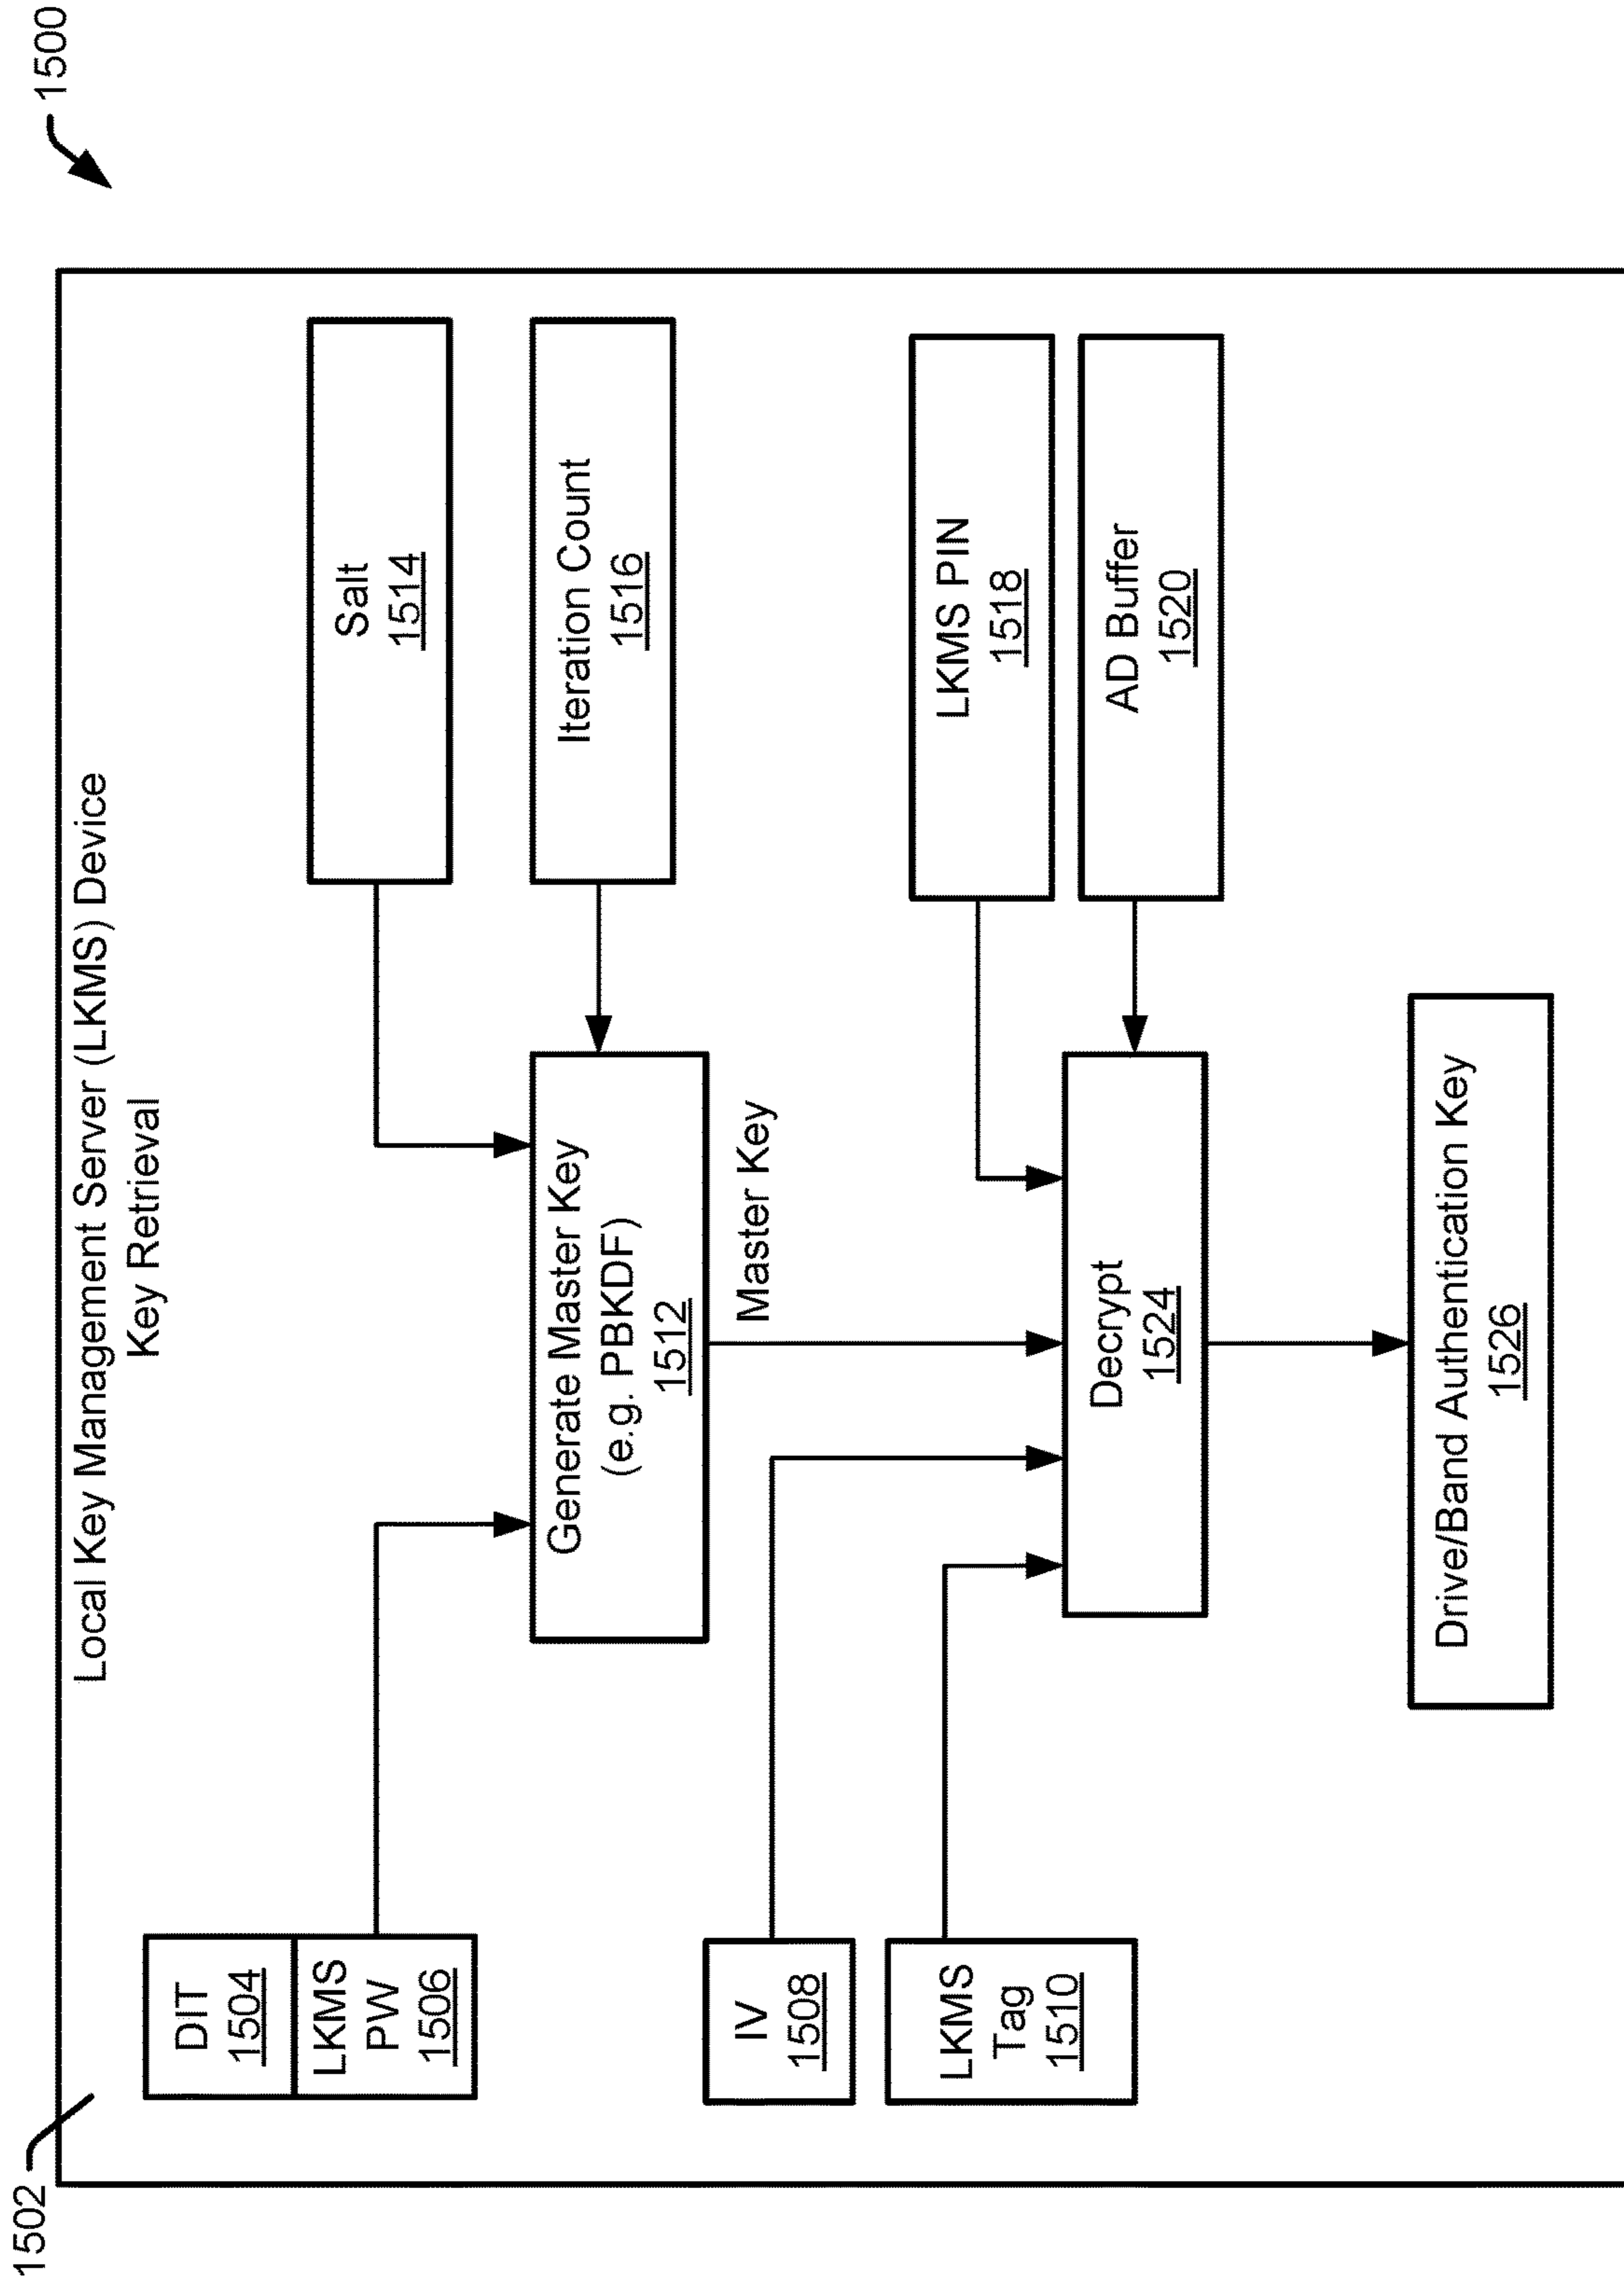 1500
1502
Local Key Management Server (LKMS) Device
Key Retrieval
DIT
1504
LKMS
PW
1506
Salt
1514
Generate Master Key
(e.g. PBKDF)
1512
Iteration Count
1516
Master Key
IV
1508
LKMS
Tag
1510
LKMS PIN
1518
Decrypt
1524
AD Buffer
1520
Drive/Band Authentication Key
1526